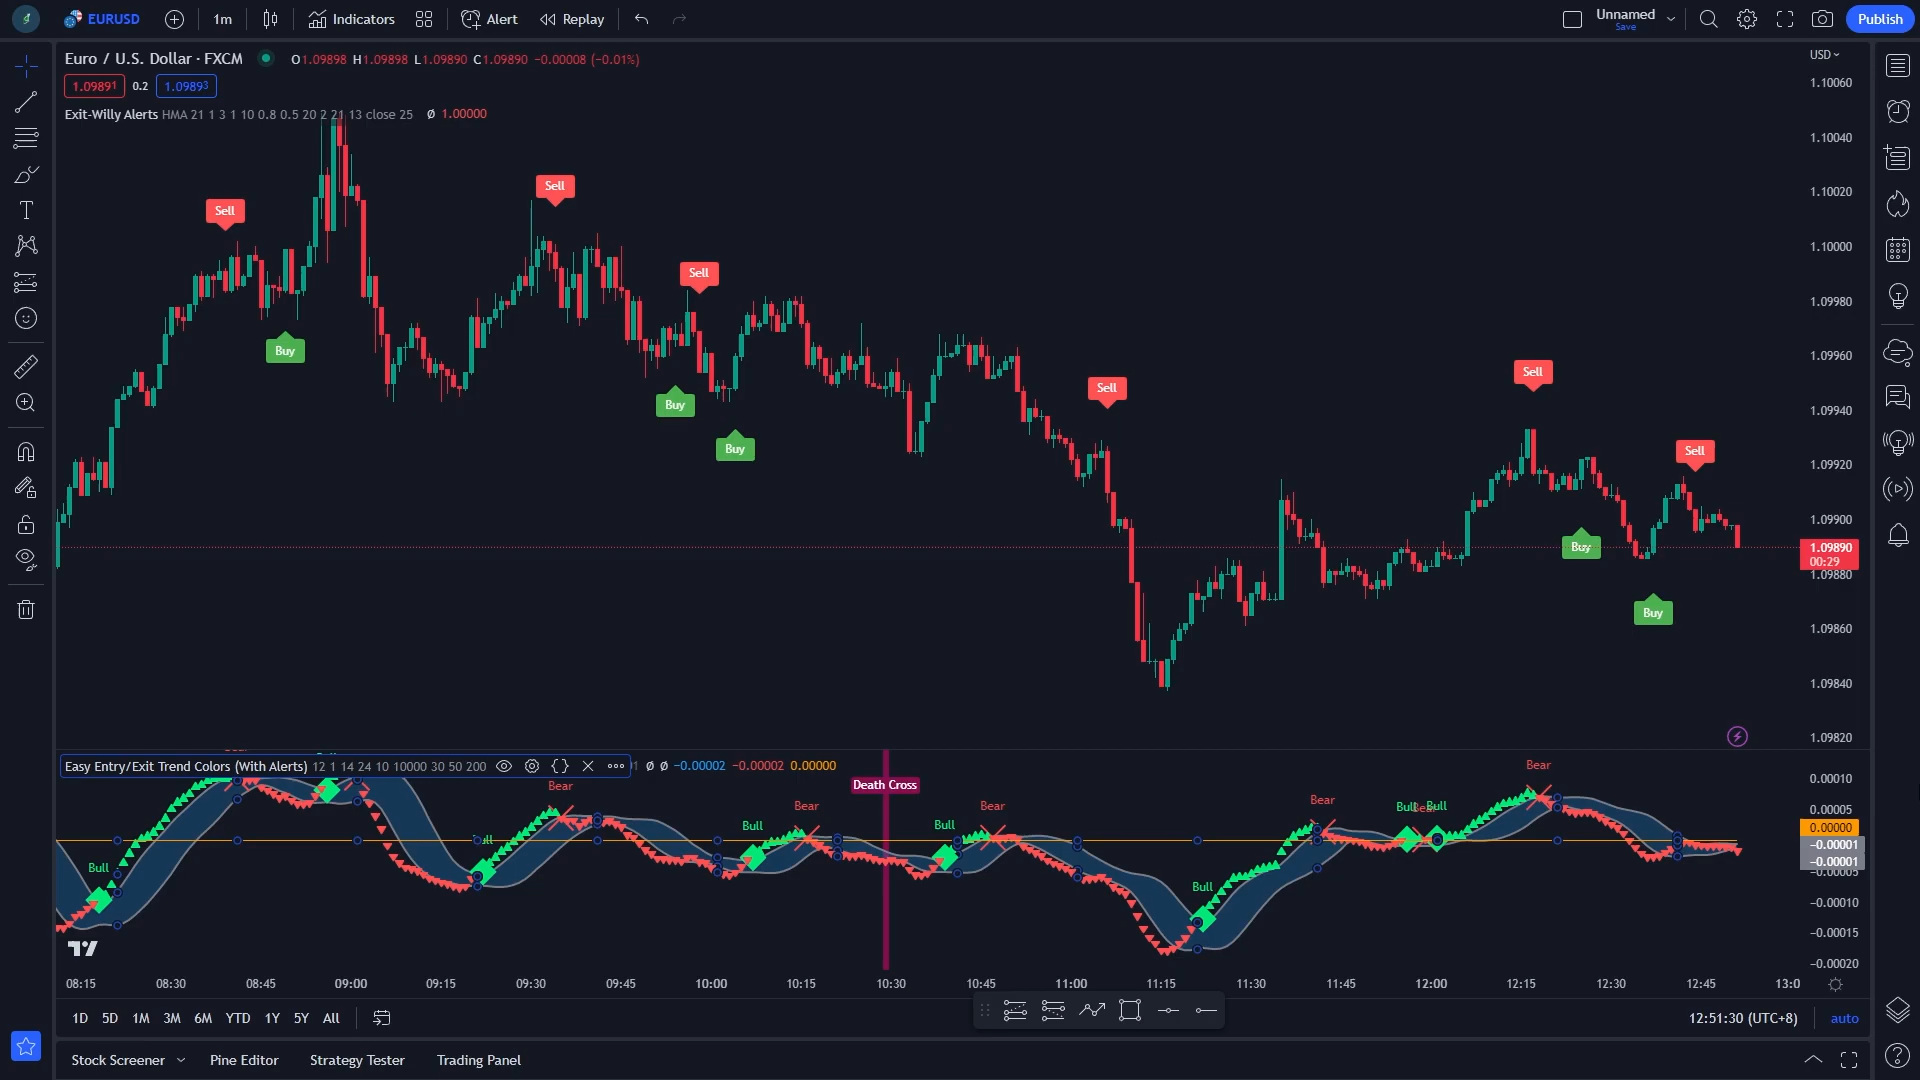 EURUSD
1m
Indicators
Alert
Replay
Unnamed
Save
Publish
Euro / U.S. Dollar · FXCM
O1.09898 H1.09898 L1.09890 C1.09890 −0.00008 (−0.01%)
1.09891 0.2 1.09893
Exit-Willy Alerts HMA 21 1 3 1 10 0.8 0.5 20 2 21 13 close 25 Ø 1.00000
USD
1.10060
1.10040
1.10020
1.10000
1.09980
1.09960
1.09940
1.09920
1.09900
1.09890
00:29
1.09880
1.09860
1.09840
1.09820
Sell
Buy
Sell
Sell
Buy
Buy
Sell
Sell
Buy
Sell
Buy
Easy Entry/Exit Trend Colors (With Alerts) 12 1 14 24 10 10000 30 50 200
Ø Ø −0.00002 −0.00002 0.00000
Death Cross
Bull
Bear
Bull
Bear
Bull
Bear
Bull
Bear
Bull
Bull
Bear
0.00010
0.00005
0.00000
−0.00001
−0.00001
−0.00005
−0.00010
−0.00015
−0.00020
08:15 08:30 08:45 09:00 09:15 09:30 09:45 10:00 10:15 10:30 10:45 11:00 11:15 11:30 11:45 12:00 12:15 12:30 12:45 13:0
1D 5D 1M 3M 6M YTD 1Y 5Y All
12:51:30 (UTC+8) auto
Stock Screener Pine Editor Strategy Tester Trading Panel